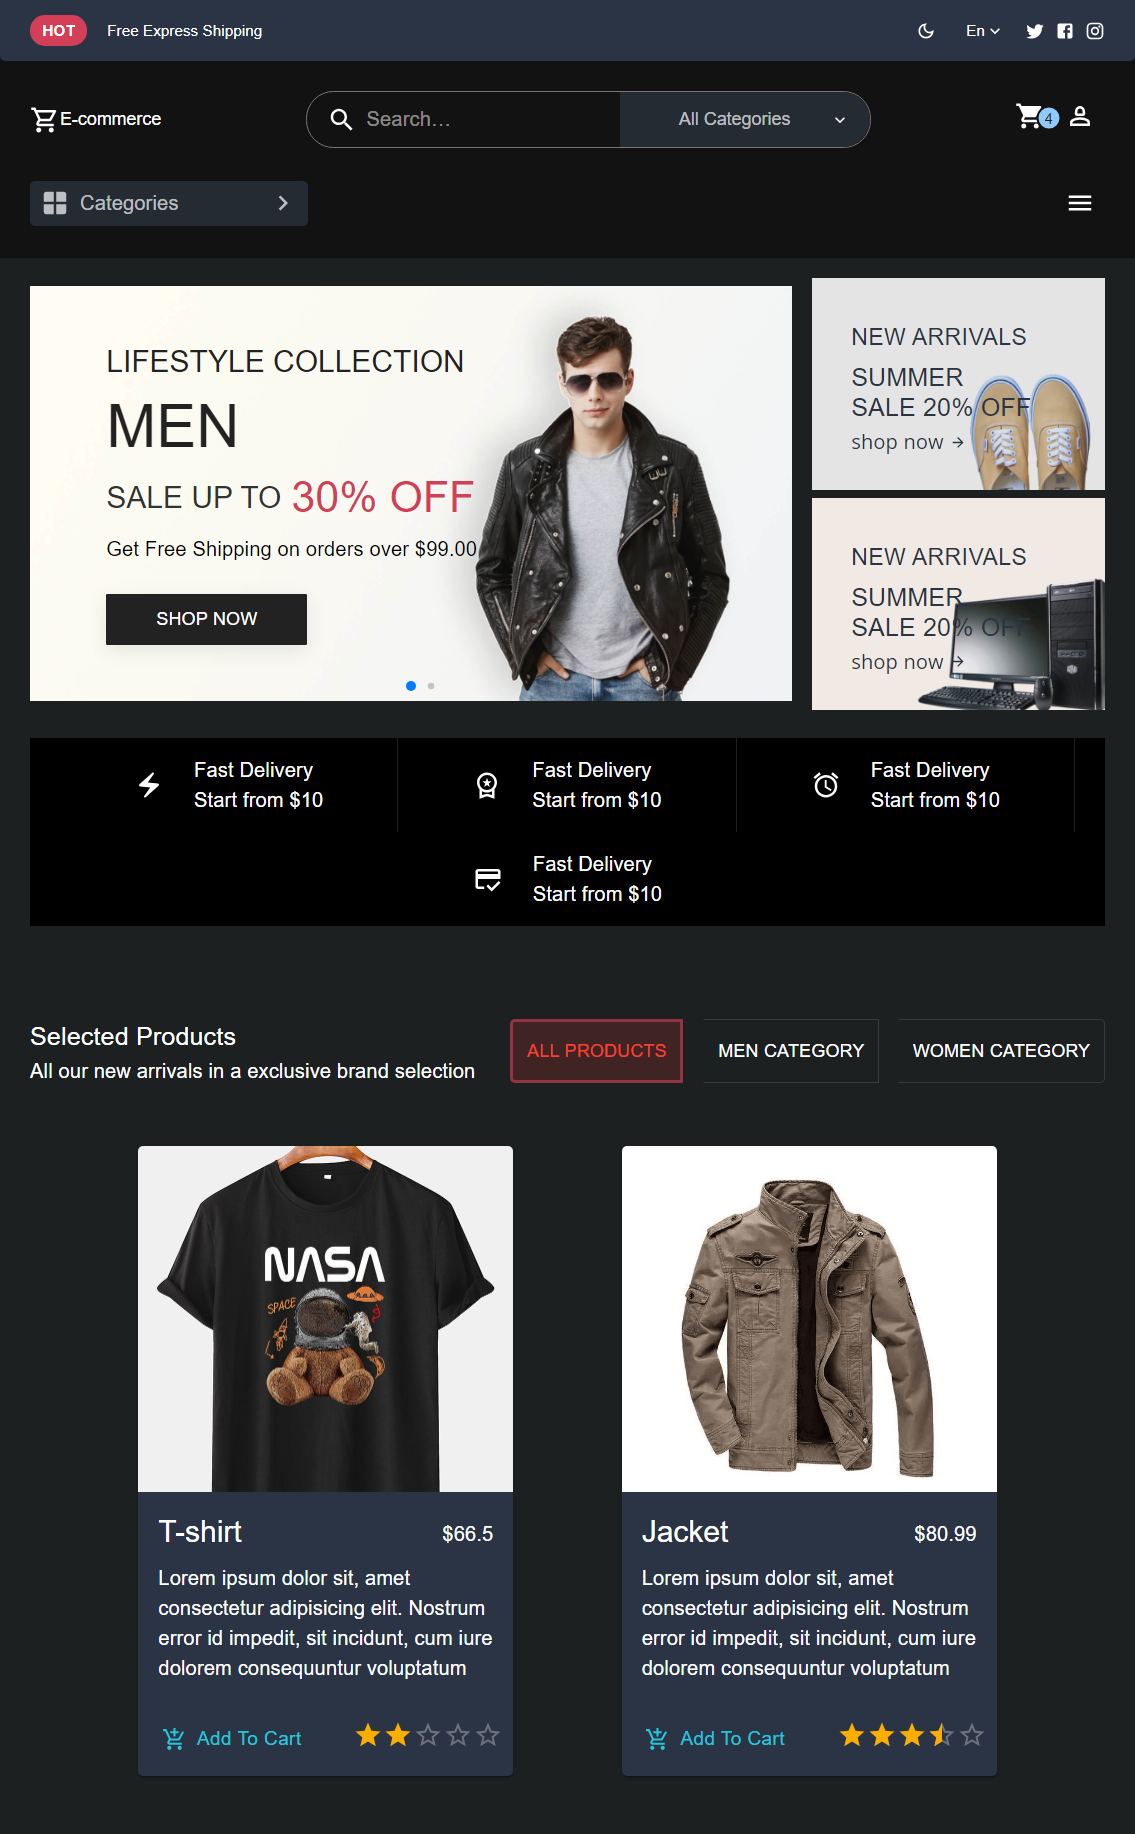 HOT
Free Express Shipping
En
E-commerce
Search...
All Categories
4
Categories
LIFESTYLE COLLECTION
MEN
SALE UP TO 30% OFF
Get Free Shipping on orders over $99.00
SHOP NOW
NEW ARRIVALS
SUMMER
SALE 20% OFF
shop now →
NEW ARRIVALS
SUMMER
SALE 20% OFF
shop now →
Fast Delivery
Start from $10
Fast Delivery
Start from $10
Fast Delivery
Start from $10
Fast Delivery
Start from $10
Selected Products
All our new arrivals in a exclusive brand selection
ALL PRODUCTS
MEN CATEGORY
WOMEN CATEGORY
NASA
SPACE
T-shirt
$66.5
Lorem ipsum dolor sit, amet
consectetur adipisicing elit. Nostrum
error id impedit, sit incidunt, cum iure
dolorem consequuntur voluptatum
Add To Cart
Jacket
$80.99
Lorem ipsum dolor sit, amet
consectetur adipisicing elit. Nostrum
error id impedit, sit incidunt, cum iure
dolorem consequuntur voluptatum
Add To Cart